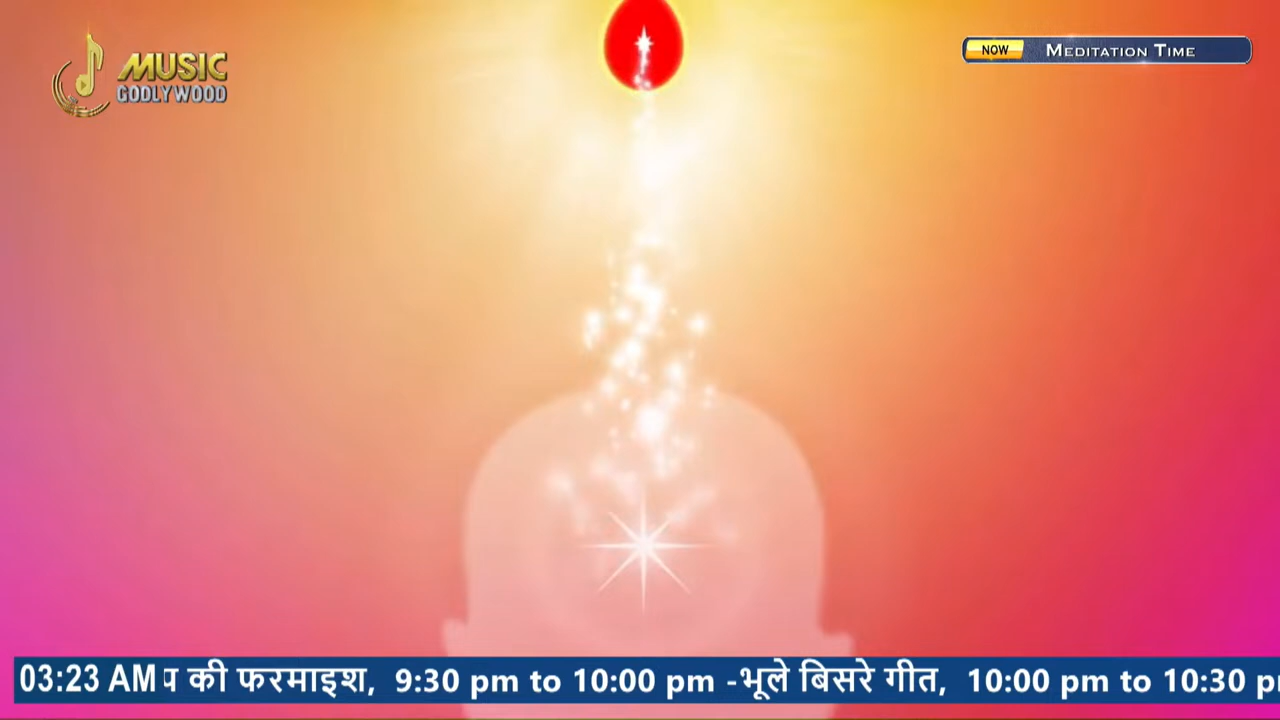 MUSIC
GODLYWOOD
NOW MEDITATION TIME
03:23 AM की फरमाइश, 9:30 pm to 10:00 pm -भूले बिसरे गीत, 10:00 pm to 10:30